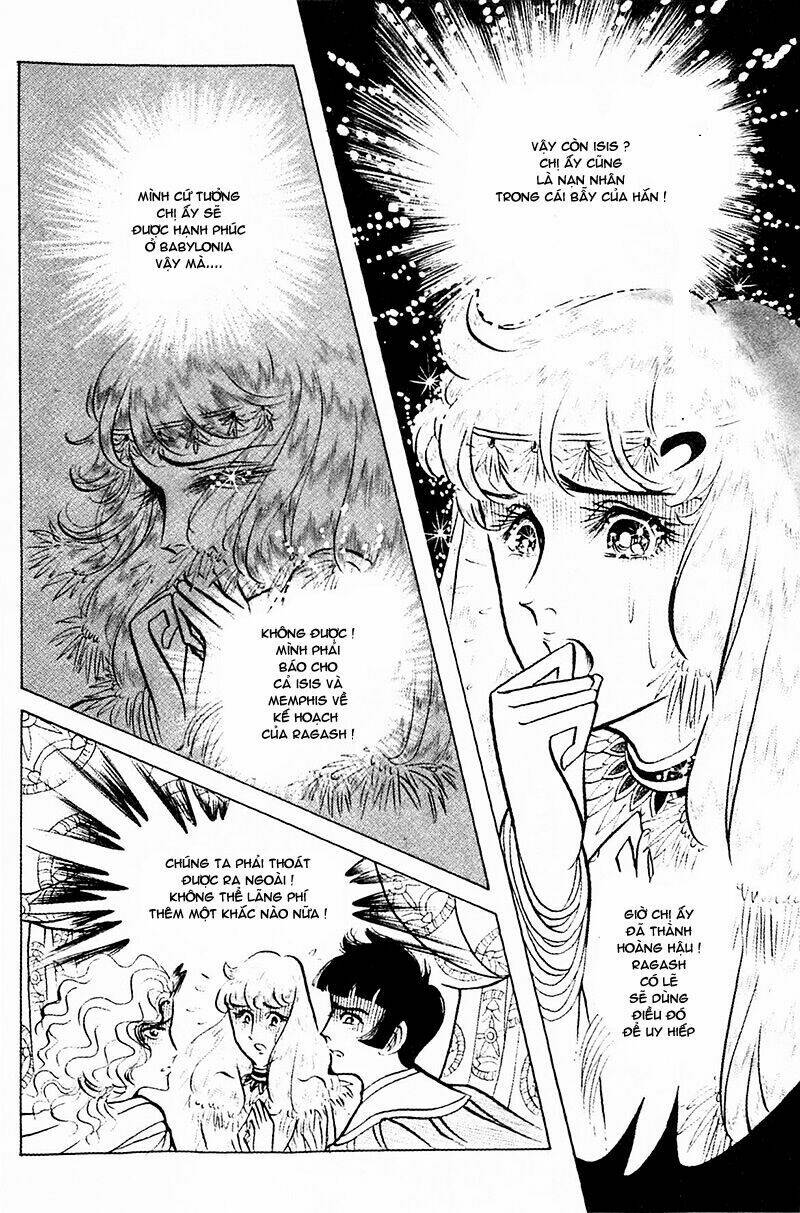 VẬY CÒN ISIS ?
CHỊ ẤY CŨNG
LÀ NẠN NHÂN
TRONG CÁI BẪY CỦA HẮN !
GIỜ CHỊ ẤY
ĐÃ THÀNH
HOÀNG HẬU !
RAGASH
CÓ LẼ
SẼ DÙNG
ĐIỀU ĐÓ
ĐỂ UY HIẾP
MÌNH CỨ TƯỞNG
CHỊ ẤY SẼ
ĐƯỢC HẠNH PHÚC
Ở BABYLONIA
VẬY MÀ....
KHÔNG ĐƯỢC !
MÌNH PHẢI
BÁO CHO
CẢ ISIS VÀ
MEMPHIS VỀ
KẾ HOẠCH
CỦA RAGASH !
CHÚNG TA PHẢI THOÁT
ĐƯỢC RA NGOÀI !
KHÔNG THỂ LÃNG PHÍ
THÊM MỘT KHẮC NÀO NỮA !